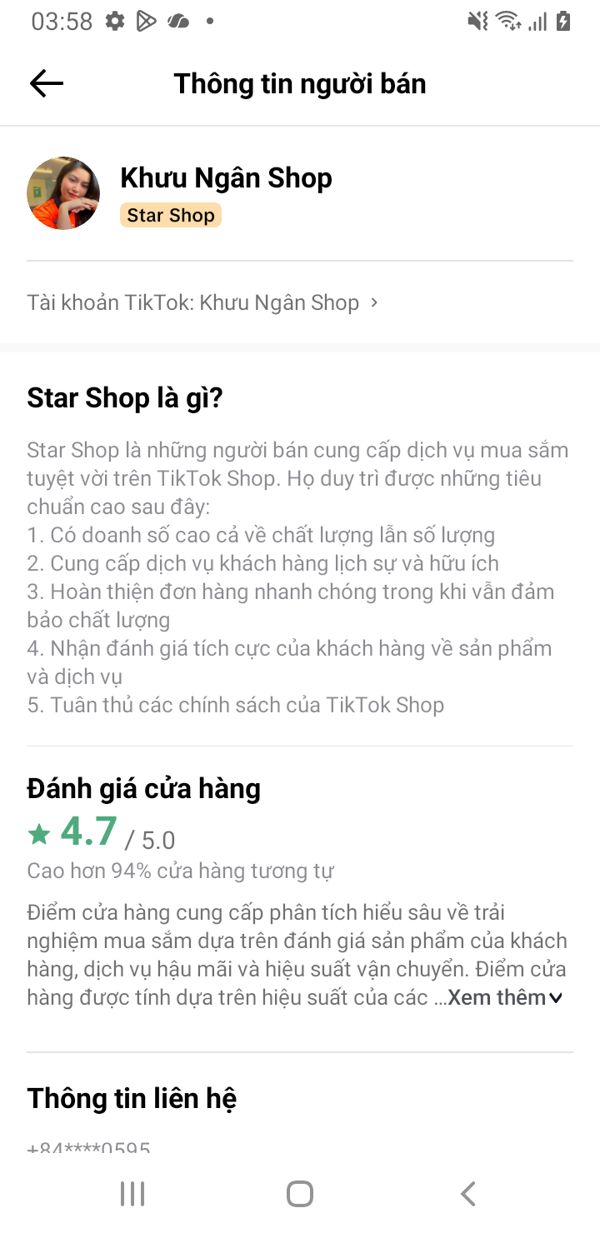 03:58
Thông tin người bán
Khưu Ngân Shop
Star Shop
Tài khoản TikTok: Khưu Ngân Shop
Star Shop là gì?
Star Shop là những người bán cung cấp dịch vụ mua sắm
tuyệt vời trên TikTok Shop. Họ duy trì được những tiêu
chuẩn cao sau đây:
1. Có doanh số cao cả về chất lượng lẫn số lượng
2. Cung cấp dịch vụ khách hàng lịch sự và hữu ích
3. Hoàn thiện đơn hàng nhanh chóng trong khi vẫn đảm
bảo chất lượng
4. Nhận đánh giá tích cực của khách hàng về sản phẩm
và dịch vụ
5. Tuân thủ các chính sách của TikTok Shop
Đánh giá cửa hàng
4.7 / 5.0
Cao hơn 94% cửa hàng tương tự
Điểm cửa hàng cung cấp phân tích hiểu sâu về trải
nghiệm mua sắm dựa trên đánh giá sản phẩm của khách
hàng, dịch vụ hậu mãi và hiệu suất vận chuyển. Điểm cửa
hàng được tính dựa trên hiệu suất của các ...Xem thêm
Thông tin liên hệ
+84****0595